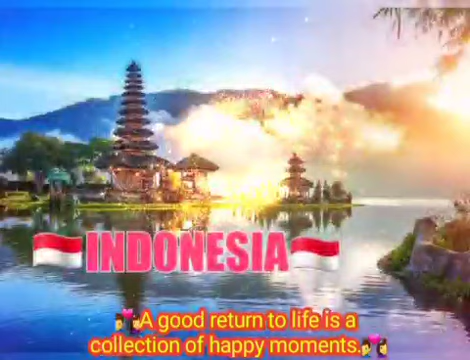 🇮🇩INDONESIA🇮🇩
💏A good return to life is a
collection of happy moments.💏